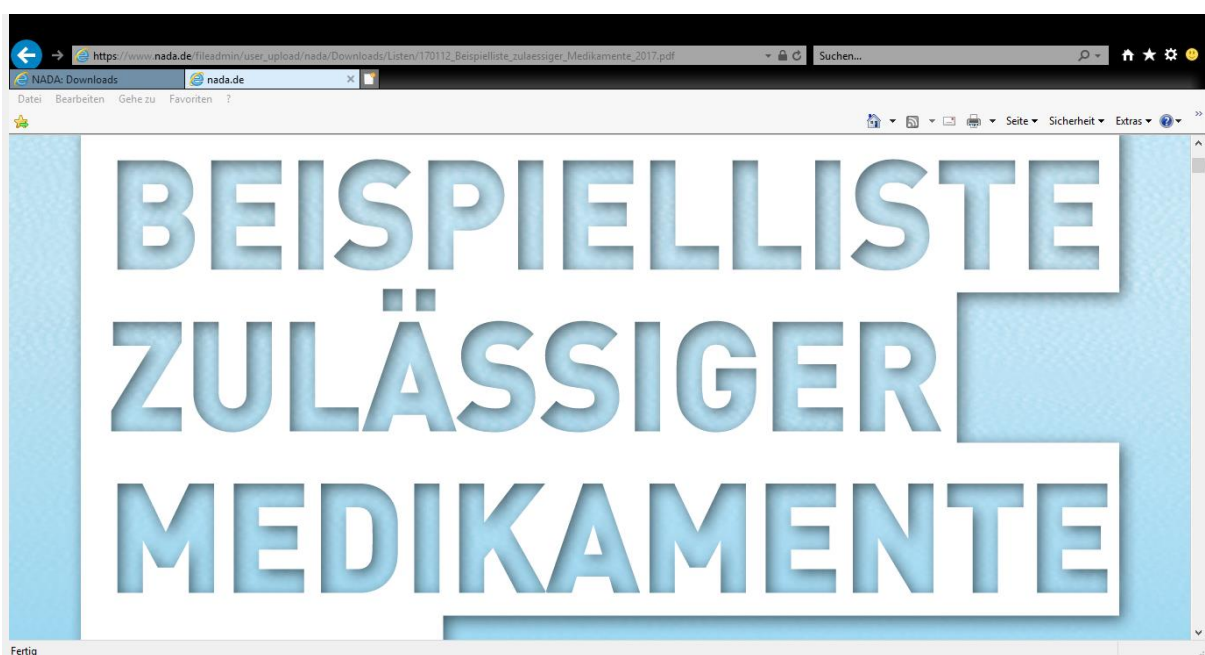 https://www.nada.de/fileadmin/user_upload/nada/Downloads/Listen/170112_Beispielliste_zulaessiger_Medikamente_2017.pdf
Suchen...
NADA: Downloads
nada.de
Datei Bearbeiten Gehe zu Favoriten ?
Seite Sicherheit Extras
BEISPIELLISTE
ZULÄSSIGER
MEDIKAMENTE
Fertig